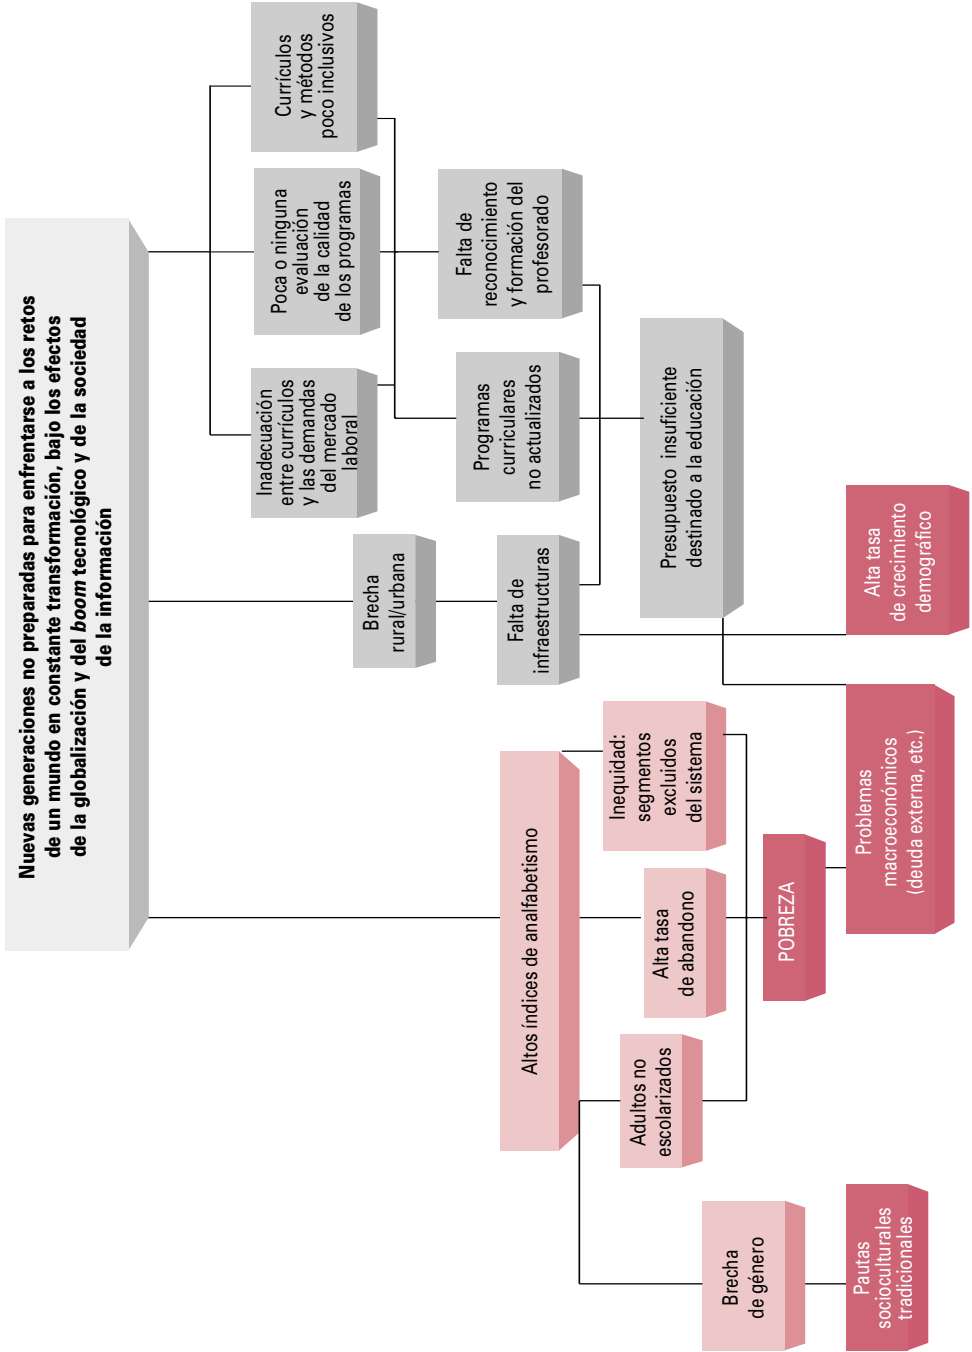 Nuevas generaciones no preparadas para enfrentarse a los retos
de un mundo en constante transformación, bajo los efectos
de la globalización y del boom tecnológico y de la sociedad
de la información
Altos índices de analfabetismo
Brecha
rural/urbana
Inadecuación
entre currículos
y las demandas
del mercado
laboral
Poca o ninguna
evaluación
de la calidad
de los programas
Currículos
y métodos
poco inclusivos
Falta de
infraestructuras
Programas
curriculares
no actualizados
Falta de
reconocimiento
y formación del
profesorado
Brecha
de género
Adultos no
escolarizados
Alta tasa
de abandono
Inequidad:
segmentos
excluidos
del sistema
Presupuesto insuficiente
destinado a la educación
POBREZA
Pautas
socioculturales
tradicionales
Problemas
macroeconómicos
(deuda externa, etc.)
Alta tasa
de crecimiento
demográfico